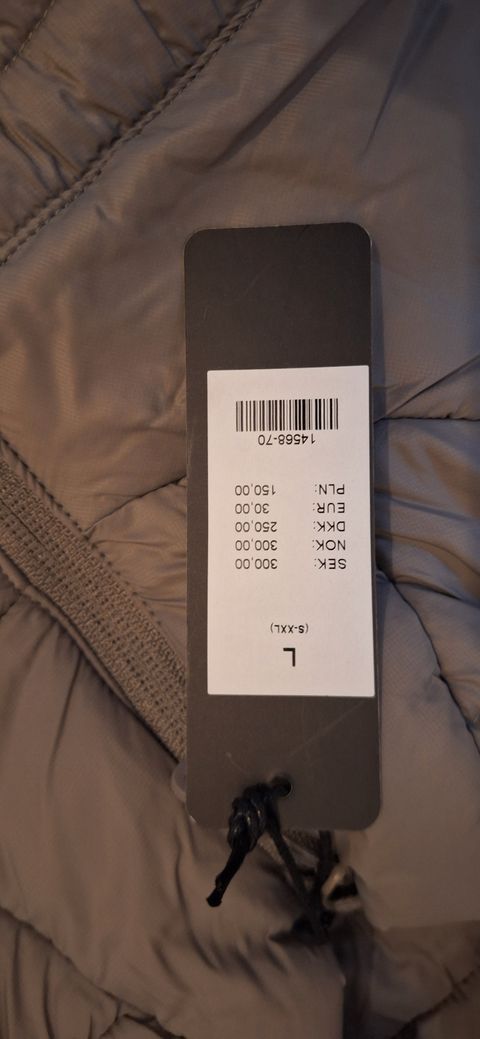 L
(S-XXL)
SEK: 300,00
NOK: 300,00
DKK: 250,00
EUR: 30,00
PLN: 150,00
14568-70